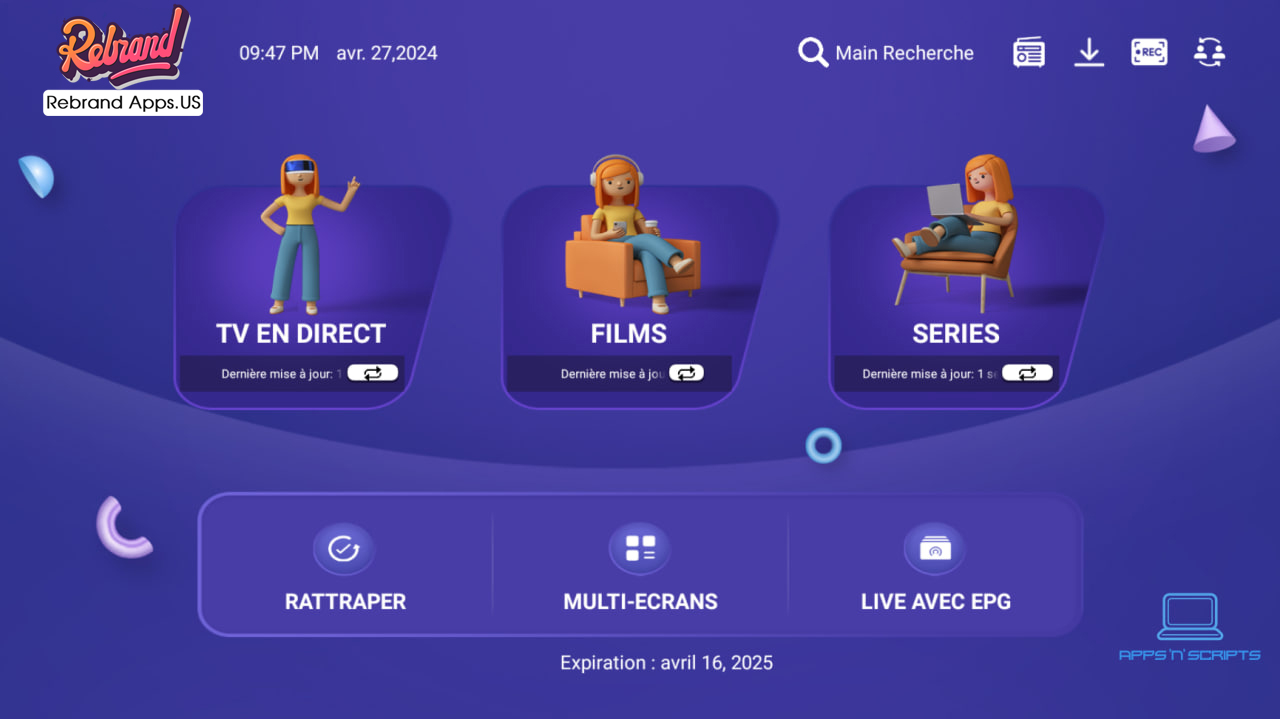 Rebrand!
Rebrand Apps.US
09:47 PM avr. 27,2024
Main Recherche
REC
TV EN DIRECT
Dernière mise à jour: 1
FILMS
Dernière mise à jou
SERIES
Dernière mise à jour: 1 se
RATTRAPER
MULTI-ECRANS
LIVE AVEC EPG
Expiration : avril 16, 2025
APPS 'N' SCRIPTS